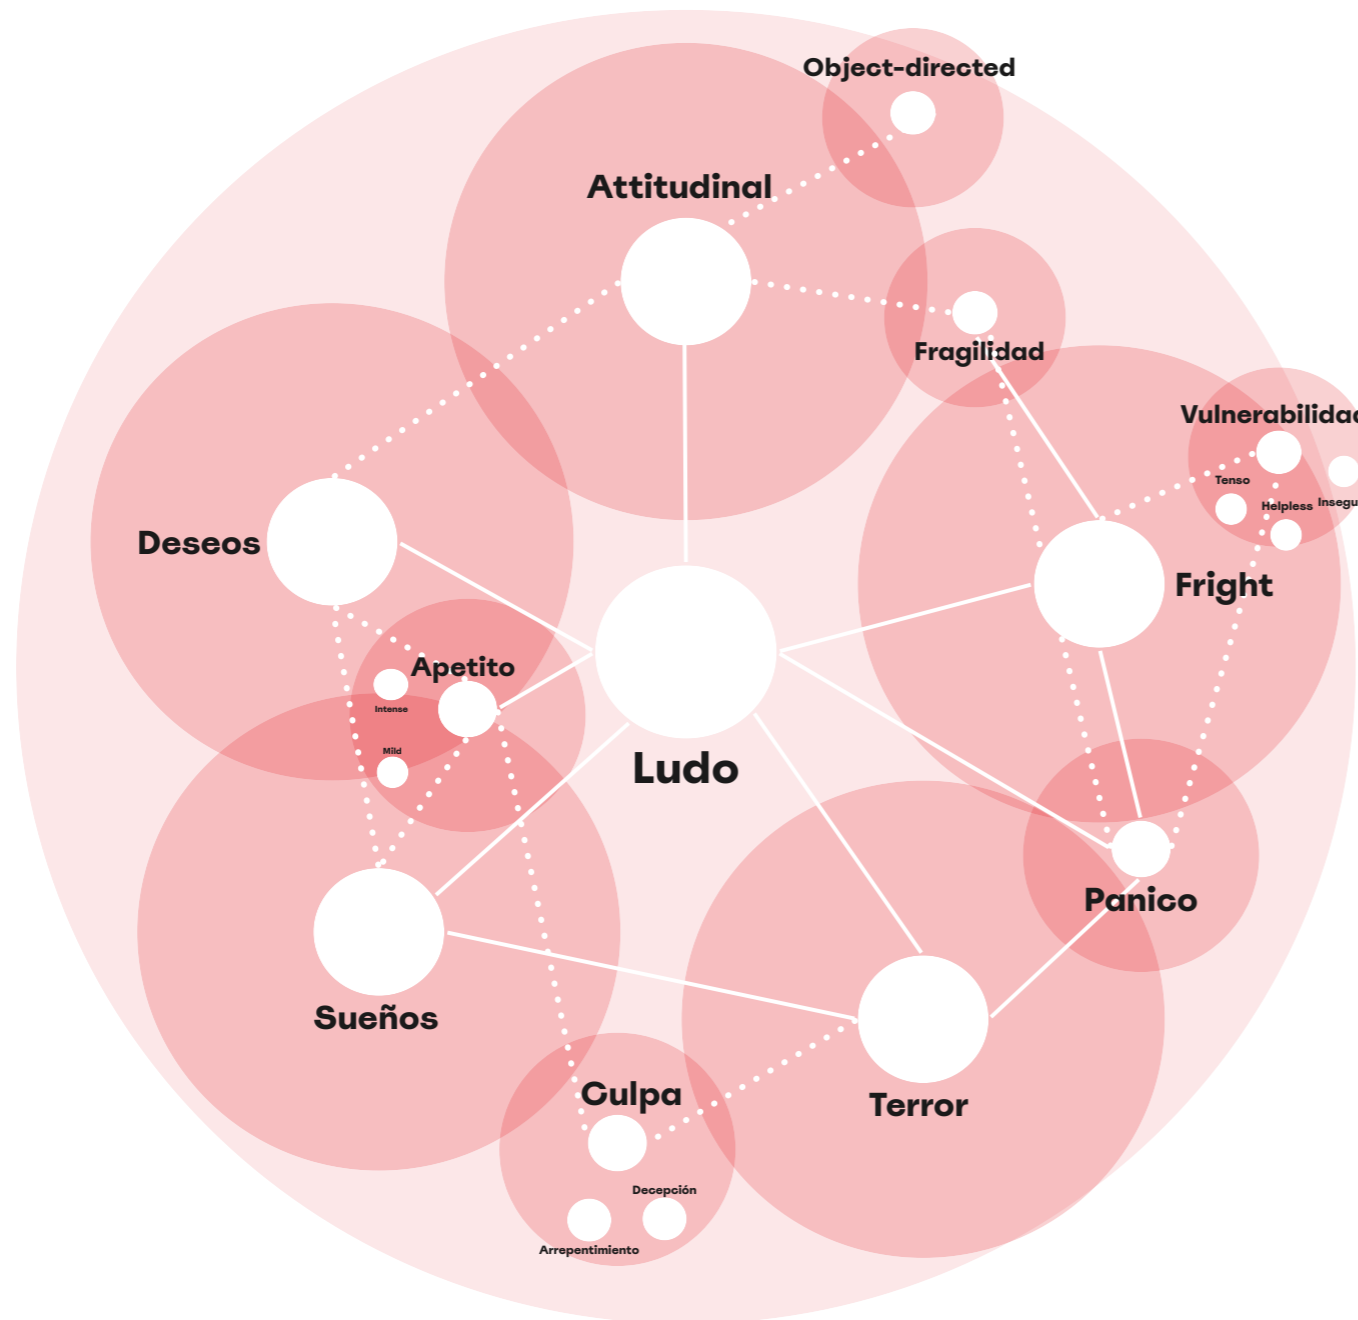 Object-directed
Attitudinal
Fragilidad
Vulnerabilidad
Tenso
Helpless
Insegu
Deseos
Fright
Apetito
Intense
Mild
Ludo
Panico
Sueños
Culpa
Terror
Decepción
Arrepentimiento